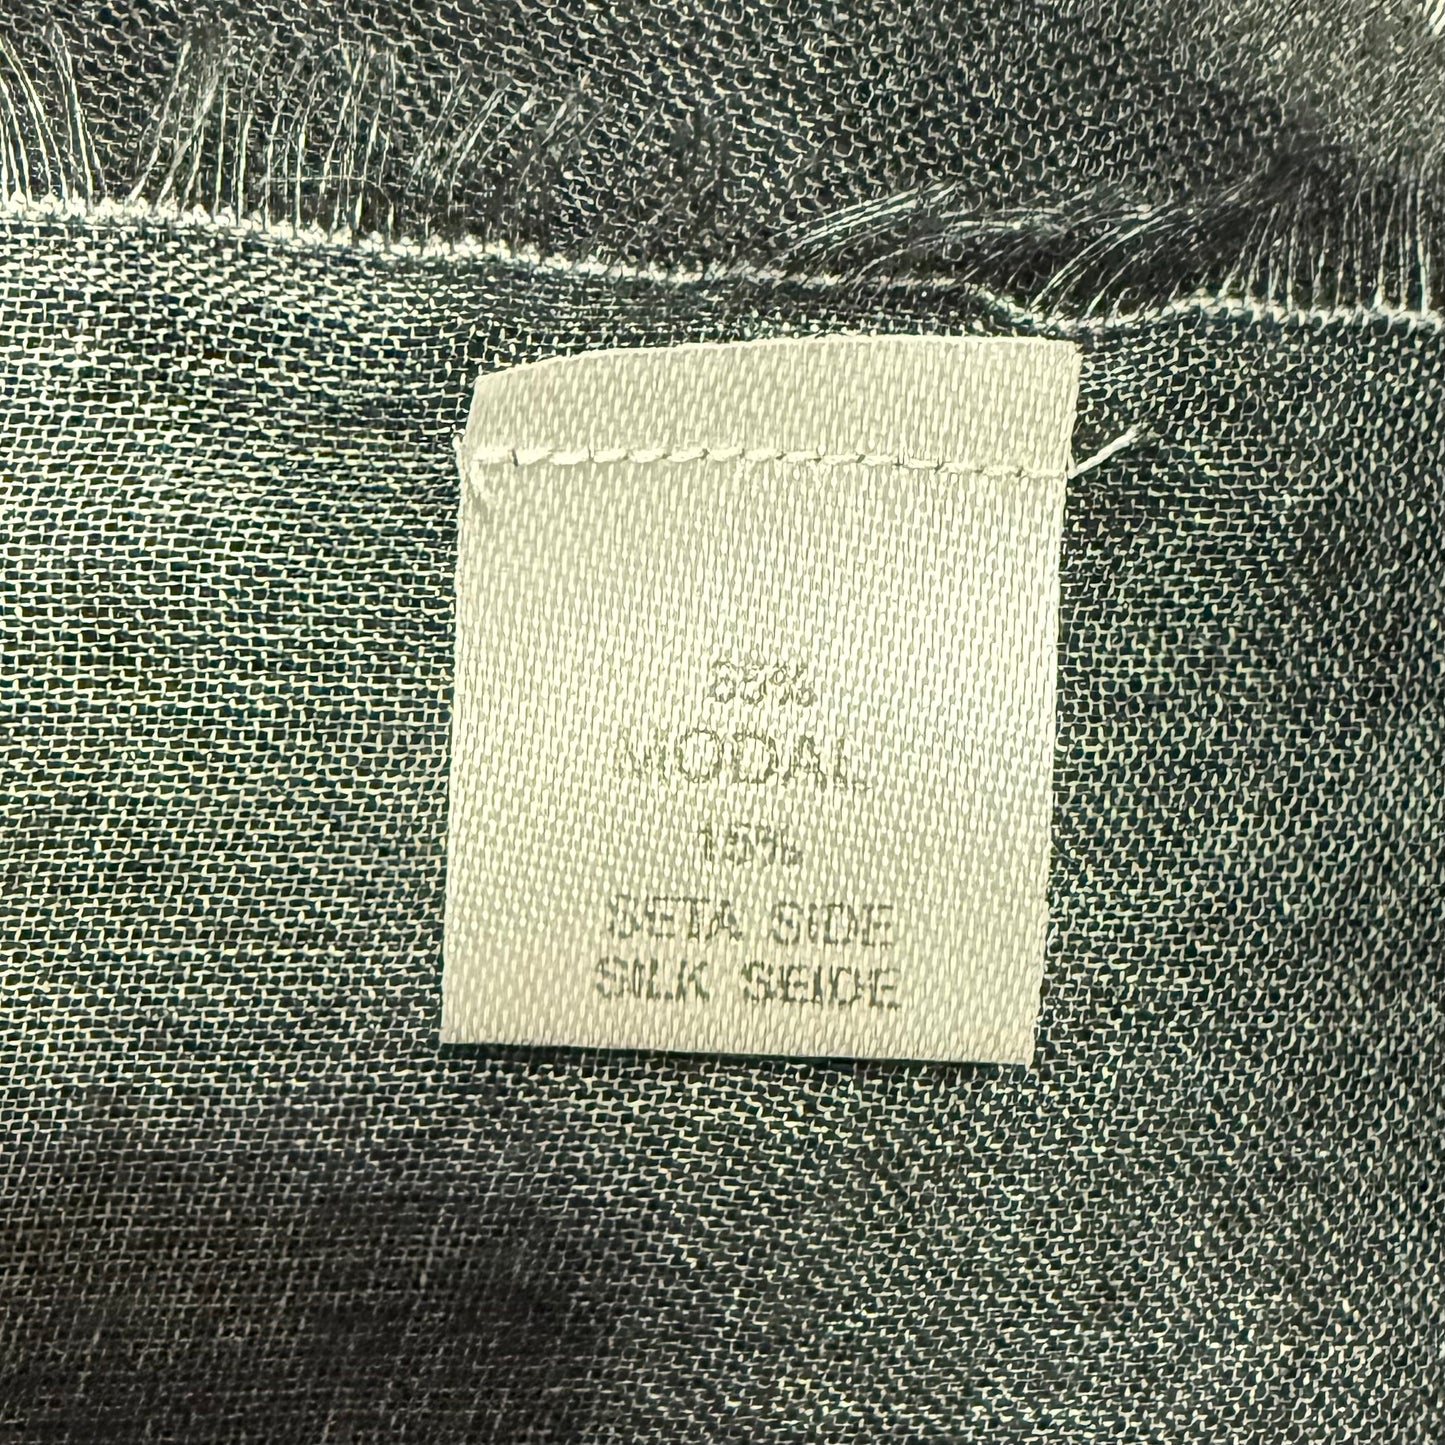 85%
MODAL
15%
SETA SIDE
SILK SEIDE